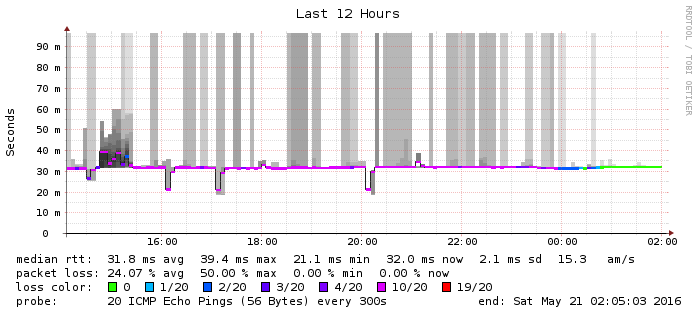 Last 12 Hours
RRDTOOL / TOBI OETIKER
Seconds
90 m
80 m
70 m
60 m
50 m
40 m
30 m
20 m
10 m
0
16:00 18:00 20:00 22:00 00:00 02:00
median rtt: 31.8 ms avg 39.4 ms max 21.1 ms min 32.0 ms now 2.1 ms sd 15.3 am/s
packet loss: 24.07 % avg 50.00 % max 0.00 % min 0.00 % now
loss color: 0 1/20 2/20 3/20 4/20 10/20 19/20
probe: 20 ICMP Echo Pings (56 Bytes) every 300s end: Sat May 21 02:05:03 2016